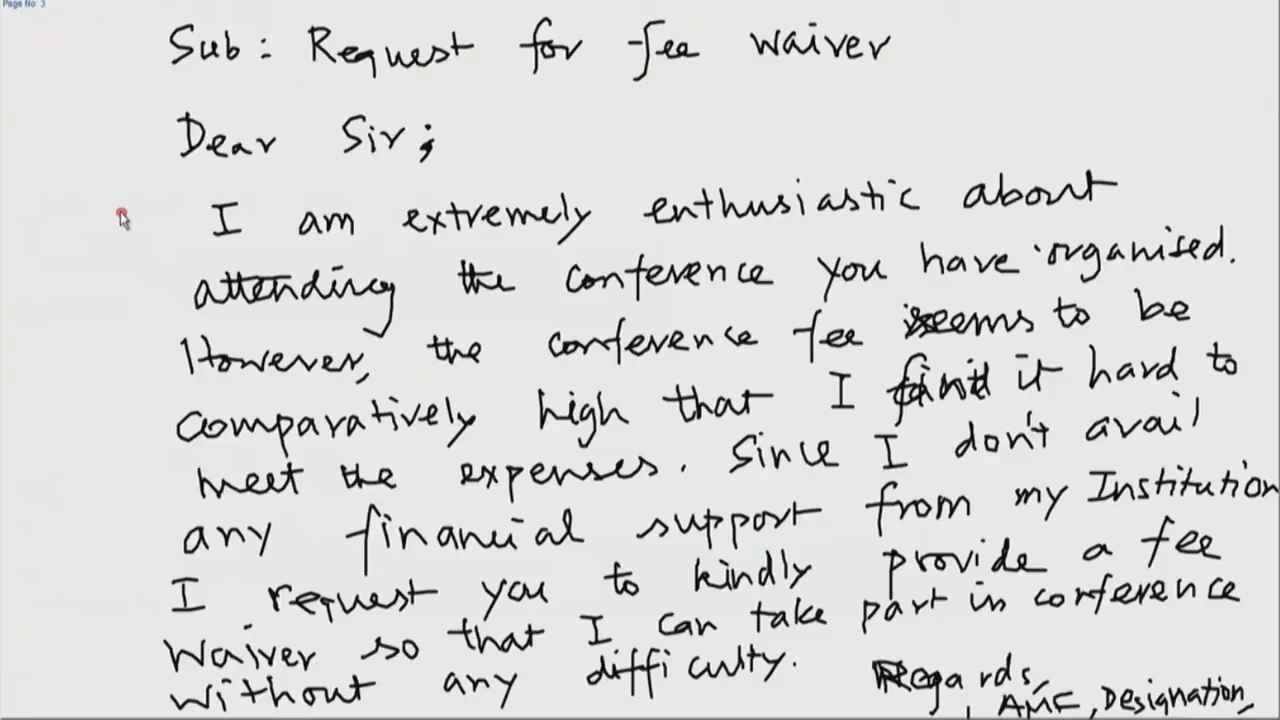 Page No: 3
Sub: Request for fee waiver
Dear Sir;
I am extremely enthusiastic about
attending the conference you have organised.
However, the conference fee seems to be
comparatively high that I find it hard to
meet the expenses. Since I don't avail
any financial support from my Institution
I request you to kindly provide a fee
waiver so that I can take part in conference
without any difficulty.
Regards,
Designation,